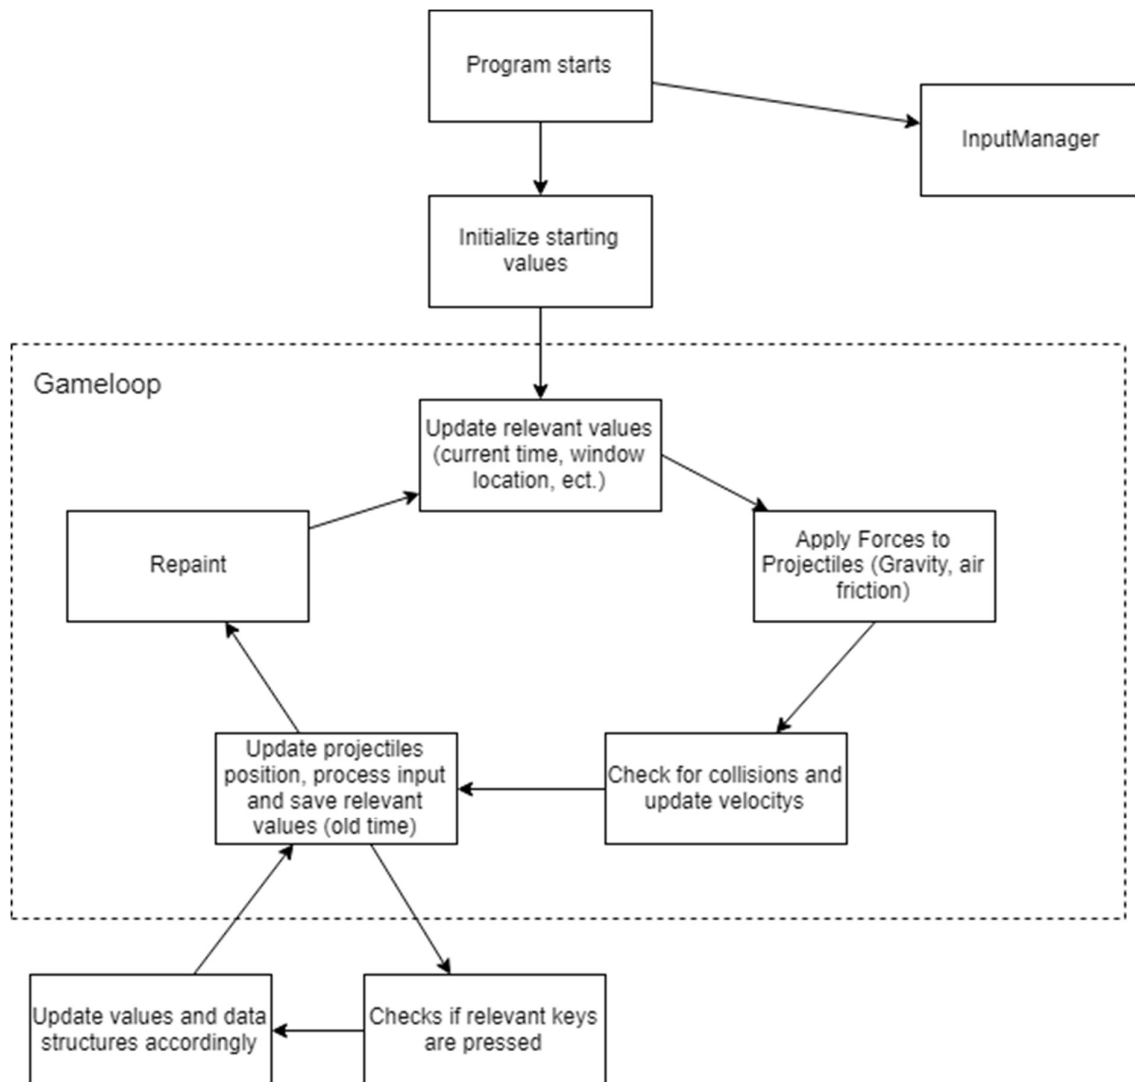 Program starts
InputManager
Initialize starting
values
Gameloop
Update relevant values
(current time, window
location, ect.)
Repaint
Apply Forces to
Projectiles (Gravity, air
friction)
Update projectiles
position, process input
and save relevant
values (old time)
Check for collisions and
update velocitys
Update values and data
structures accordingly
Checks if relevant keys
are pressed